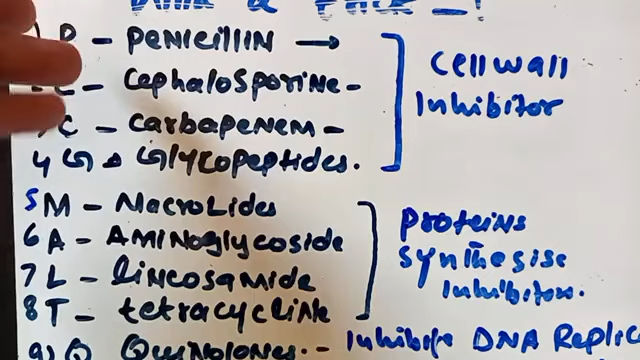 P - Penicillin →
C - Cephalosporine -
C - Carbapenem -
4 G - Glycopeptides.
Cellwall
Inhibitor
5 M - Macrolides
6 A - AMINOglycoside
7 L - lincosamide
8 T - tetracycline
Proteins
Synthesise
Inhibitors.
9) Q Quinolones. - Inhibits DNA Replic